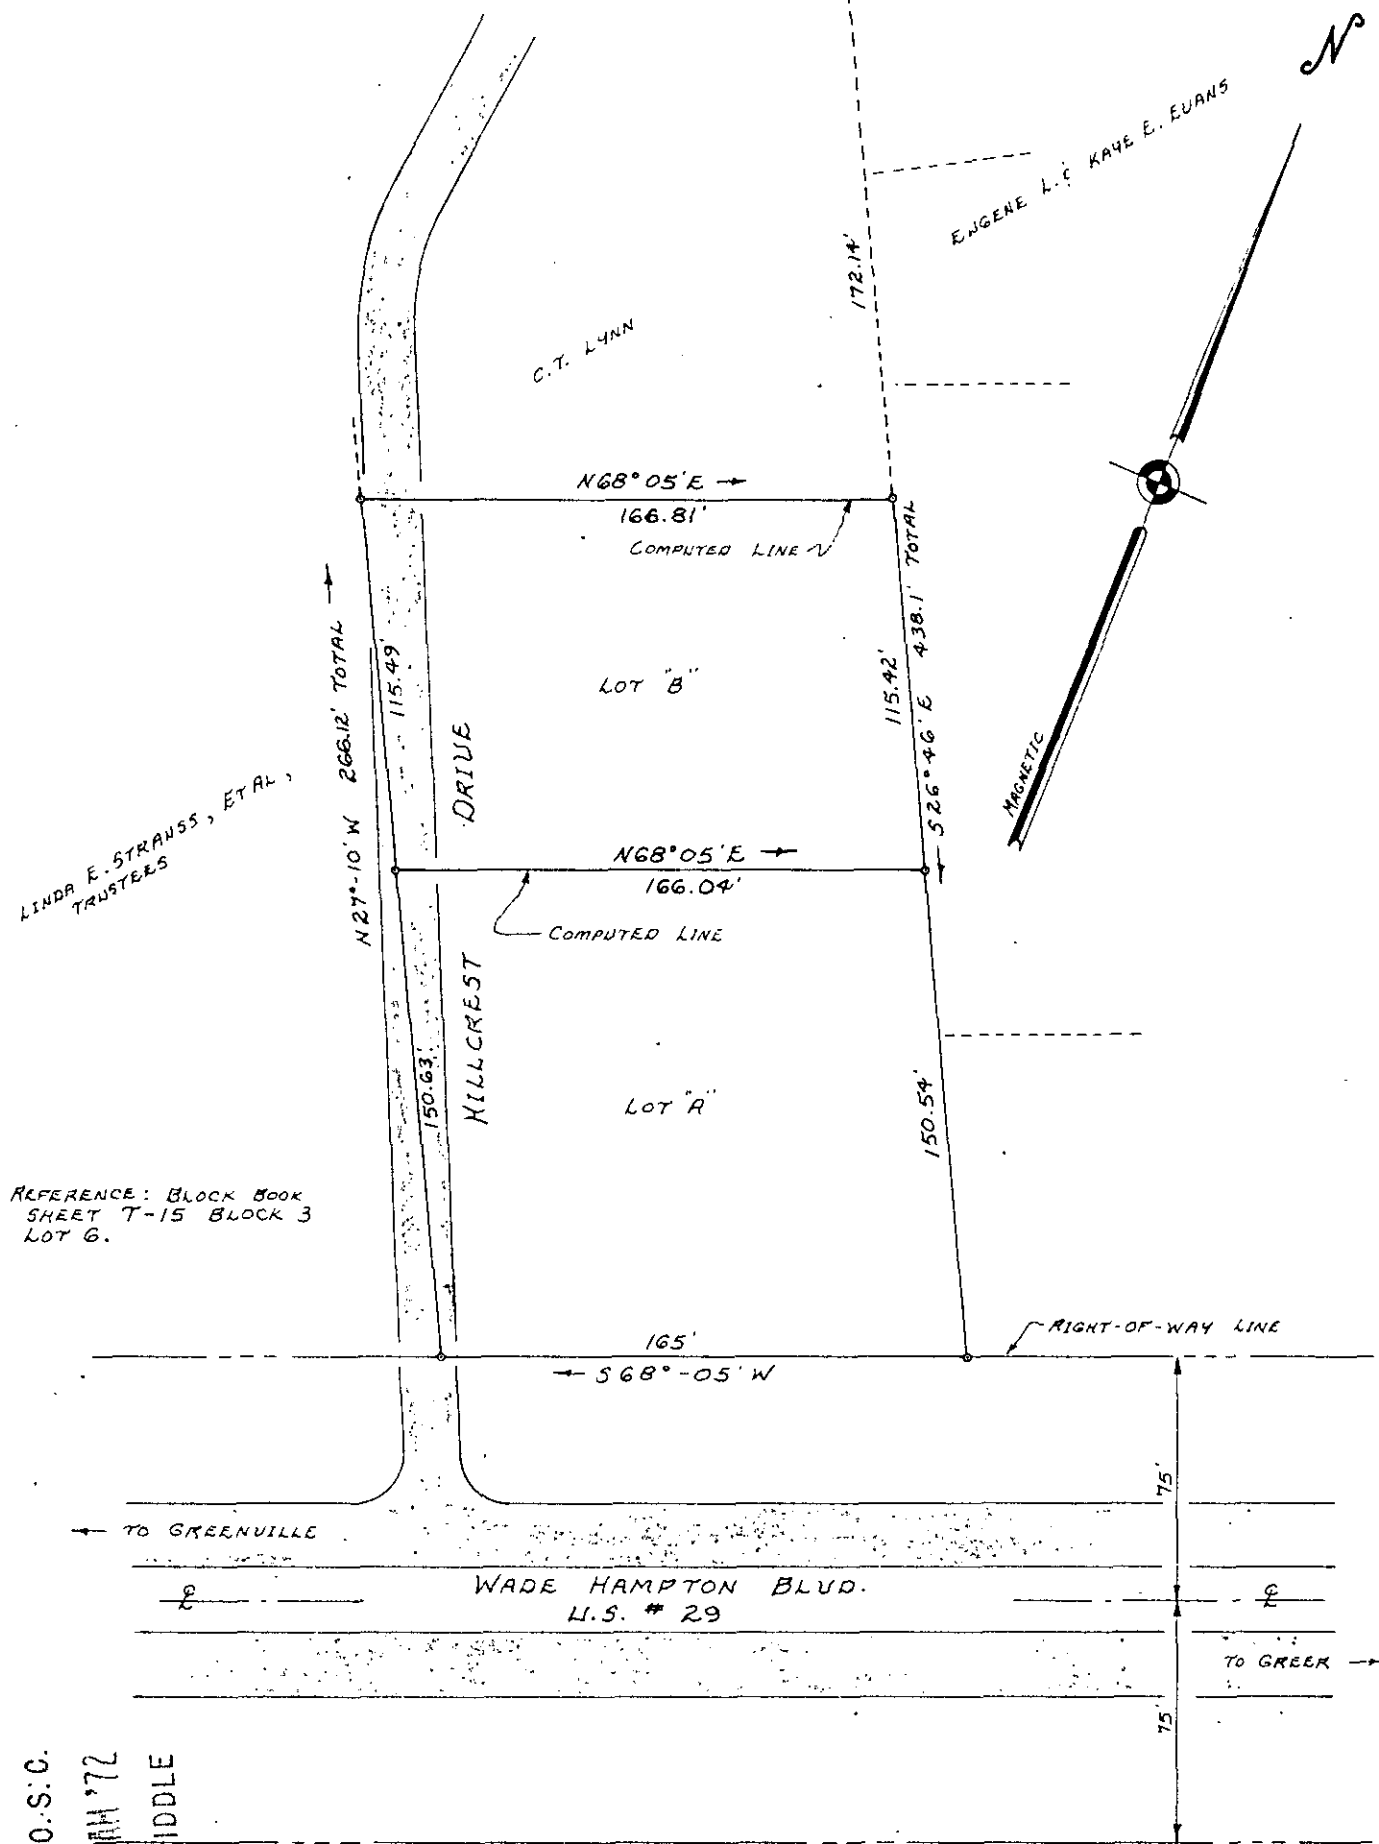 N
ENGENE L. & KAYE E. EVANS
172.14'
C.T. LYNN
N68°05'E
166.81'
COMPUTED LINE
N27°-10'W 266.12' TOTAL
115.49'
LOT "B"
115.42'
S26°46'E 438.1' TOTAL
MAGNETIC
LINDA E. STRANSS, ET AL,
TRUSTEES
N68°05'E
166.04'
COMPUTED LINE
HILLCREST DRIVE
150.63'
LOT "A"
150.54'
REFERENCE: BLOCK BOOK
SHEET T-15 BLOCK 3
LOT 6.
165'
S68°-05'W
RIGHT-OF-WAY LINE
75'
TO GREENVILLE
WADE HAMPTON BLVD.
U.S. # 29
℄
℄
TO GREER
75'
O.S.C.
AM '72
IDDLE